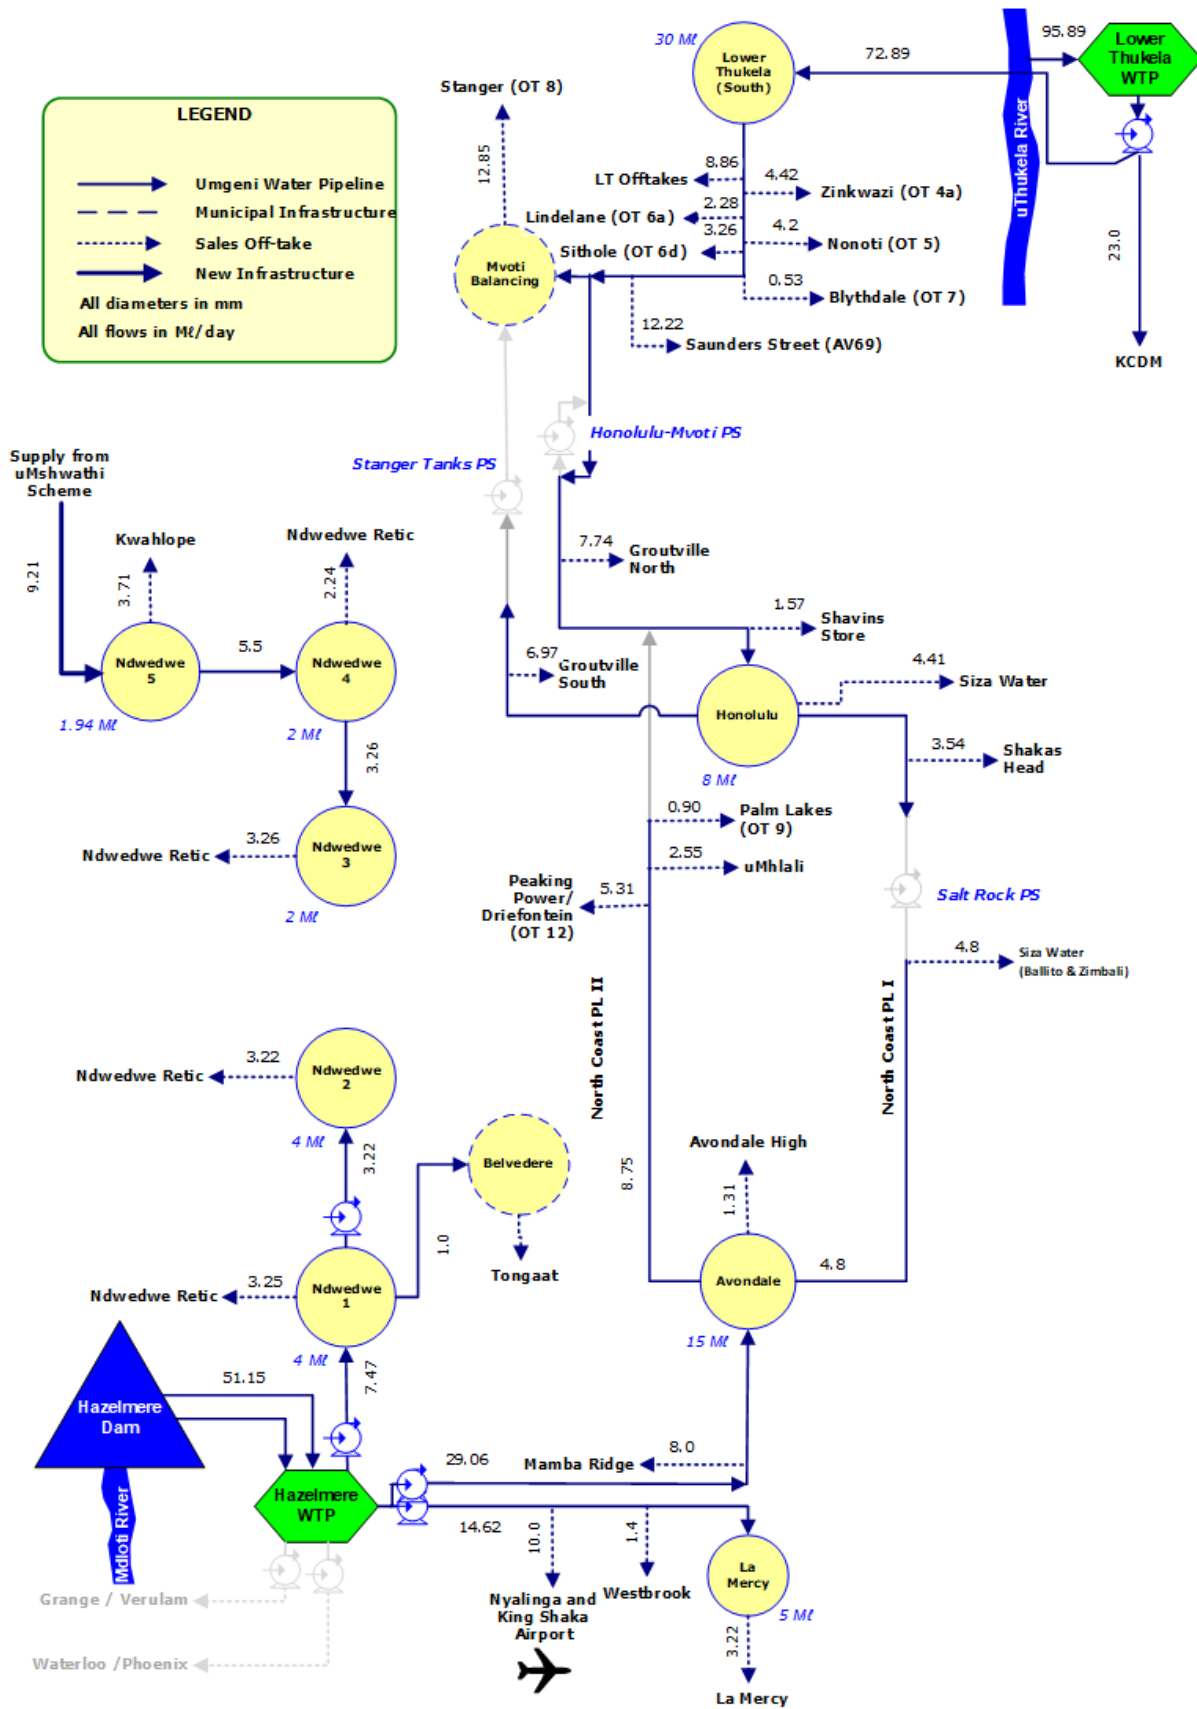 30 Mℓ
Lower
Thukela
(South)
72.89
95.89
Lower
Thukela
WTP
uThukela River
23.0
KCDM
LEGEND
Umgeni Water Pipeline
Municipal Infrastructure
Sales Off-take
New Infrastructure
All diameters in mm
All flows in Mℓ/day
Stanger (OT 8)
12.85
8.86
LT Offtakes
4.42
Zinkwazi (OT 4a)
2.28
Lindelane (OT 6a)
3.26
Sithole (OT 6d)
4.2
Nonoti (OT 5)
Mvoti
Balancing
0.53
Blythdale (OT 7)
12.22
Saunders Street (AV69)
Honolulu-Mvoti PS
Stanger Tanks PS
Supply from
uMshwathi
Scheme
9.21
Kwahlope
3.71
Ndwedwe Retic
2.24
Ndwedwe
5
1.94 Mℓ
5.5
Ndwedwe
4
2 Mℓ
3.26
Ndwedwe Retic
3.26
Ndwedwe
3
2 Mℓ
7.74
Groutville
North
1.57
Shavins
Store
6.97
Groutville
South
4.41
Siza Water
Honolulu
8 Mℓ
3.54
Shakas
Head
0.90
Palm Lakes
(OT 9)
2.55
uMhlali
Peaking
Power/
Driefontein
(OT 12)
5.31
Salt Rock PS
4.8
Siza Water
(Ballito & Zimbali)
North Coast PL II
North Coast PL I
Ndwedwe Retic
3.22
Ndwedwe
2
4 Mℓ
3.22
Belvedere
1.0
Tongaat
8.75
Avondale High
1.31
Avondale
4.8
15 Mℓ
Ndwedwe Retic
3.25
Ndwedwe
1
4 Mℓ
7.47
51.15
Hazelmere
Dam
Mdloti River
Hazelmere
WTP
29.06
Mamba Ridge
8.0
14.62
10.0
1.4
Nyalinga and
King Shaka
Airport
Westbrook
La
Mercy
5 Mℓ
3.22
La Mercy
Grange / Verulam
Waterloo /Phoenix